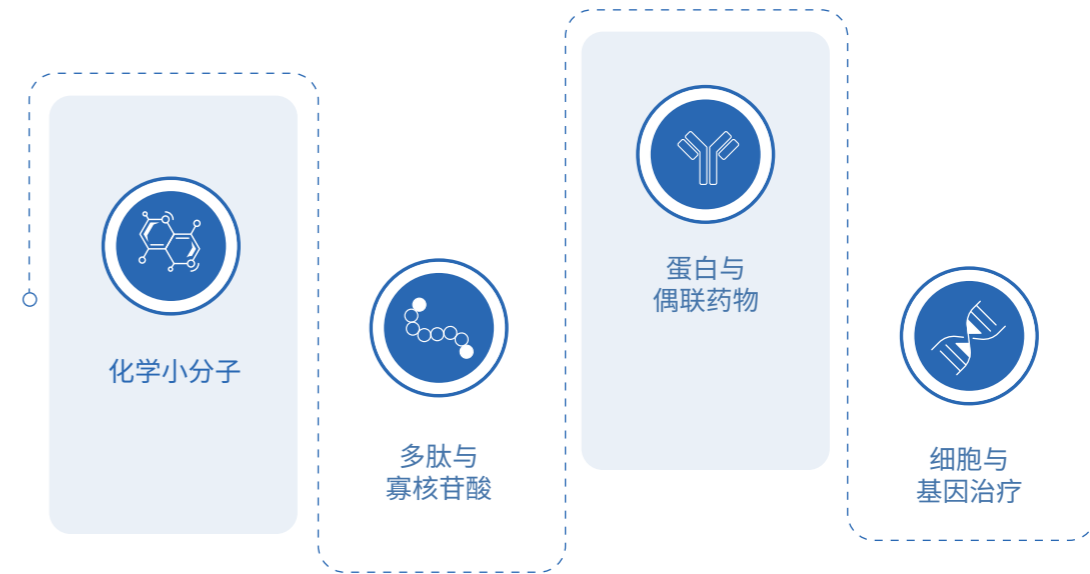 化学小分子
多肽与
寡核苷酸
蛋白与
偶联药物
细胞与
基因治疗